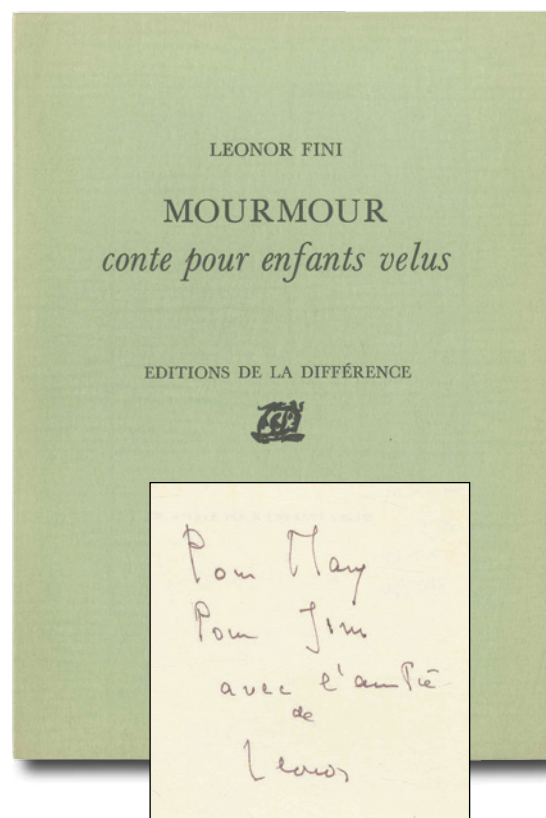 LEONOR FINI
MOURMOUR
conte pour enfants velus
EDITIONS DE LA DIFFÉRENCE
Pour Mary
Pour Jim
avec l'amitié
de
Leonor